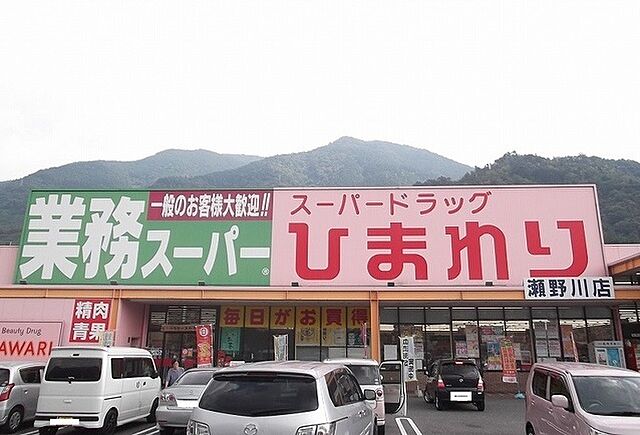 一般のお客様大歓迎!!
業務スーパー®
スーパードラッグ
ひまわり
瀬野川店
精肉
青果
Beauty Drug
AWARI
毎日がお買得